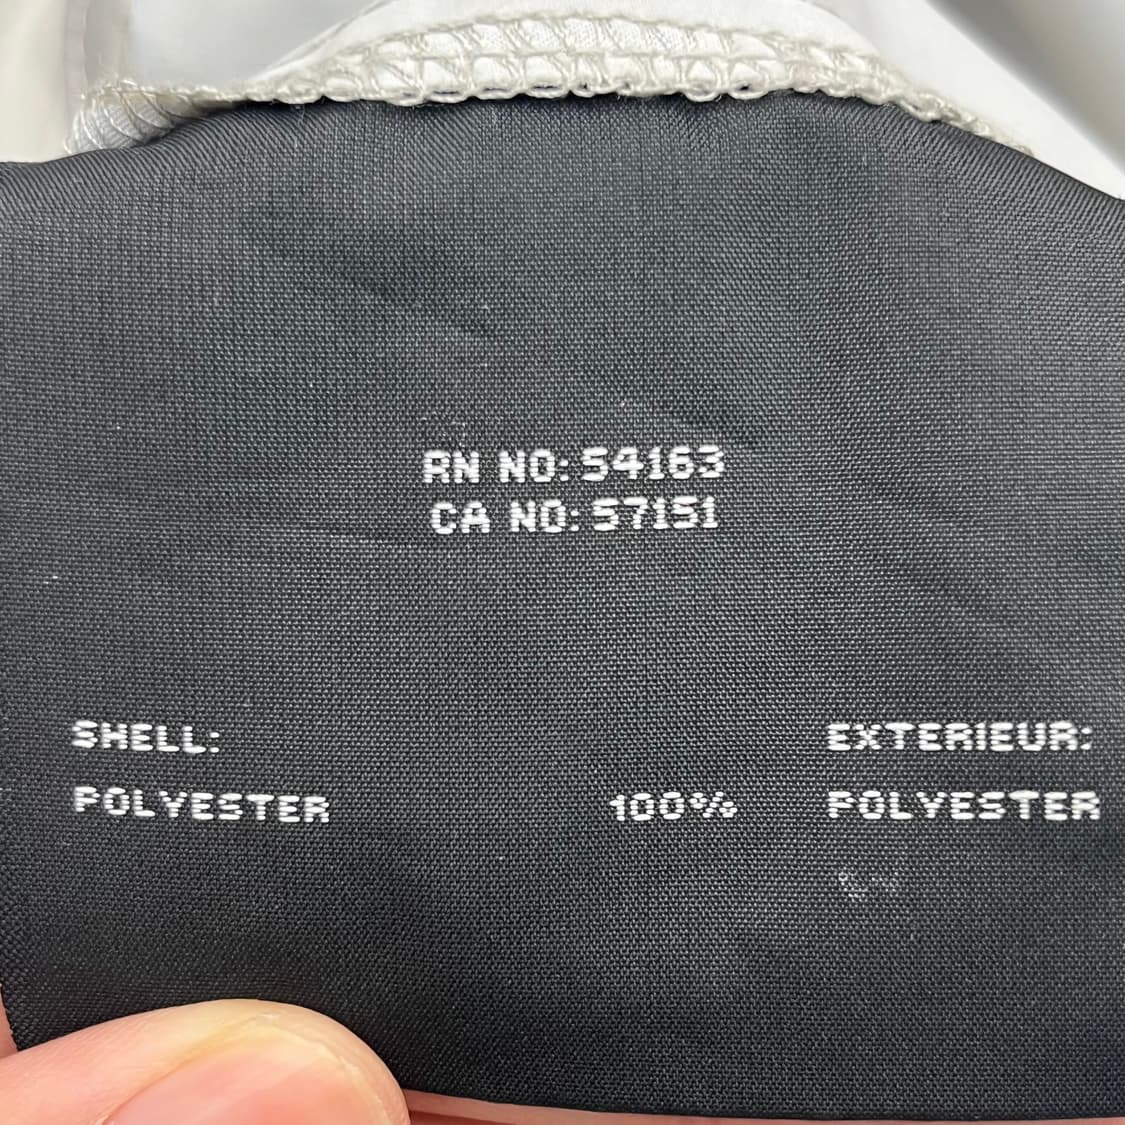 RN NO: 54163
CA NO: 57151
SHELL: EXTERIEUR:
POLYESTER 100% POLYESTER